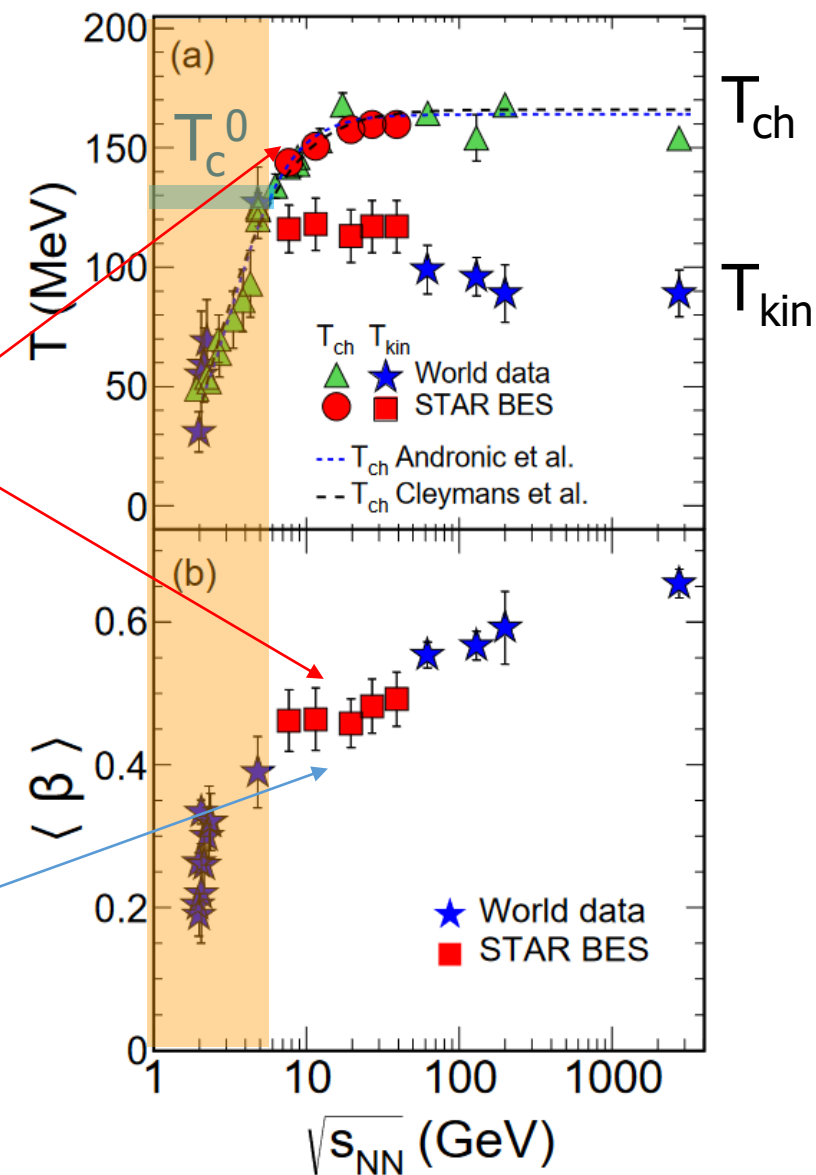 (a)
200
150
100
50
0
T (MeV)
T_c^0
T_ch
T_kin
T_ch T_kin
World data
STAR BES
T_ch Andronic et al.
T_ch Cleymans et al.
(b)
0.6
0.4
0.2
0
⟨ β ⟩
World data
STAR BES
1 10 100 1000
√s_NN (GeV)